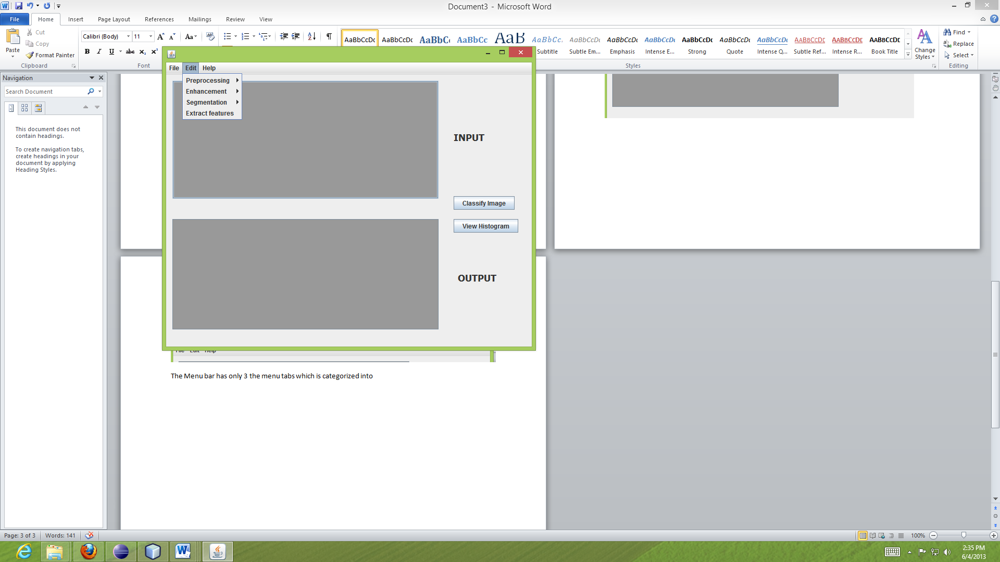 Document3 - Microsoft Word
File Home Insert Page Layout References Mailings Review View
Paste
Cut
Copy
Format Painter
Clipboard
Calibri (Body) 11
Font
AaBbCcDc AaBbCcDc AaBbC AaBbCc AaB AaBbCc. AaBbCcDc AaBbCcDc AaBbCcDc AaBbCcDc AaBbCcDc AaBbCcDc AABBCCDE AABBCCDE AABBCCDE
Subtitle Subtle Em... Emphasis Intense E... Strong Quote Intense Q... Subtle Ref... Intense R... Book Title
Change Styles
Styles
Find
Replace
Select
Editing
Navigation
Search Document
This document does not
contain headings.
To create navigation tabs,
create headings in your
document by applying
Heading Styles.
File Edit Help
Preprocessing
Enhancement
Segmentation
Extract features
INPUT
Classify Image
View Histogram
OUTPUT
File Edit Help
The Menu bar has only 3 the menu tabs which is categorized into
Page: 3 of 3 Words: 141 100%
2:35 PM
6/4/2013